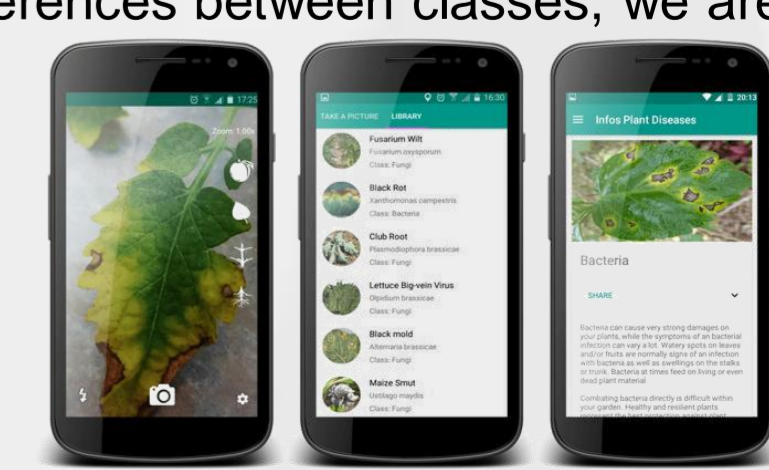 erences between classes, we are
17:25
Zoom: 1.00x
16:30
TAKE A PICTURE LIBRARY
Fusarium Wilt
Fusarium oxysporum
Class: Fungi
Black Rot
Xanthomonas campestris
Class: Bacteria
Club Root
Plasmodiophora brassicae
Class: Fungi
Lettuce Big-vein Virus
Olpidium brassicae
Class: Fungi
Black mold
Alternaria brassicae
Class: Fungi
Maize Smut
Ustilago maydis
Class: Fungi
20:13
Infos Plant Diseases
Bacteria
SHARE
Bacteria can cause very strong damages on
your plants, while the symptoms of an bacterial
infection can vary a lot. Watery spots on leaves
and/or fruits are normally signs of an infection
with bacteria as well as swellings on the stalks
or trunk. Bacteria at times feed on living or even
dead plant material
Combating bacteria directly is difficult within
your garden. Healthy and resilient plants
represent the best protection against plant